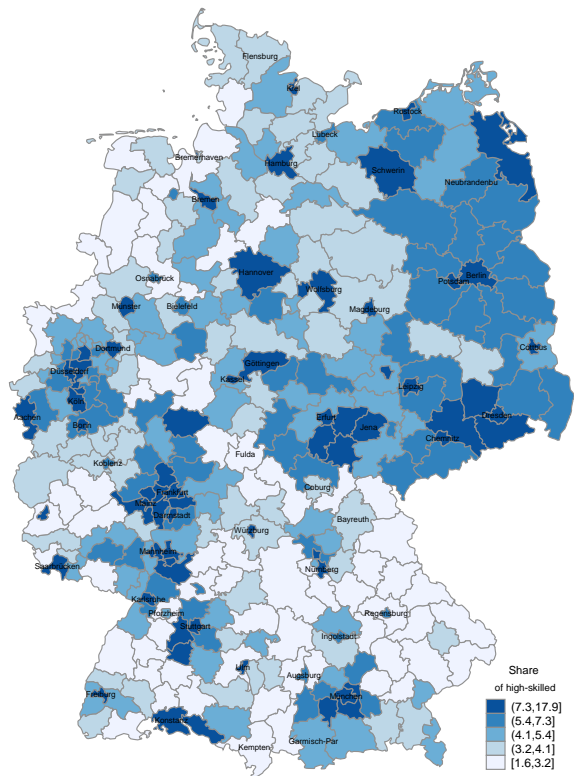 Flensburg
Kiel
Rostock
Lübeck
Bremerhaven
Hamburg
Schwerin
Neubrandenbu
Bremen
Osnabrück
Hannover
Wolfsburg
Berlin
Potsdam
Münster
Bielefeld
Magdeburg
Dortmund
Cottbus
Düsseldorf
Göttingen
Kassel
Leipzig
Köln
Aachen
Erfurt
Dresden
Bonn
Jena
Chemnitz
Koblenz
Fulda
Frankfurt
Coburg
Mainz
Darmstadt
Bayreuth
Würzburg
Mannheim
Saarbrücken
Nürnberg
Karlsruhe
Pforzheim
Regensburg
Stuttgart
Ingolstadt
Ulm
Augsburg
Freiburg
München
Konstanz
Garmisch-Par
Kempten
Share
of high-skilled
(7.3,17.9]
(5.4,7.3]
(4.1,5.4]
(3.2,4.1]
[1.6,3.2]